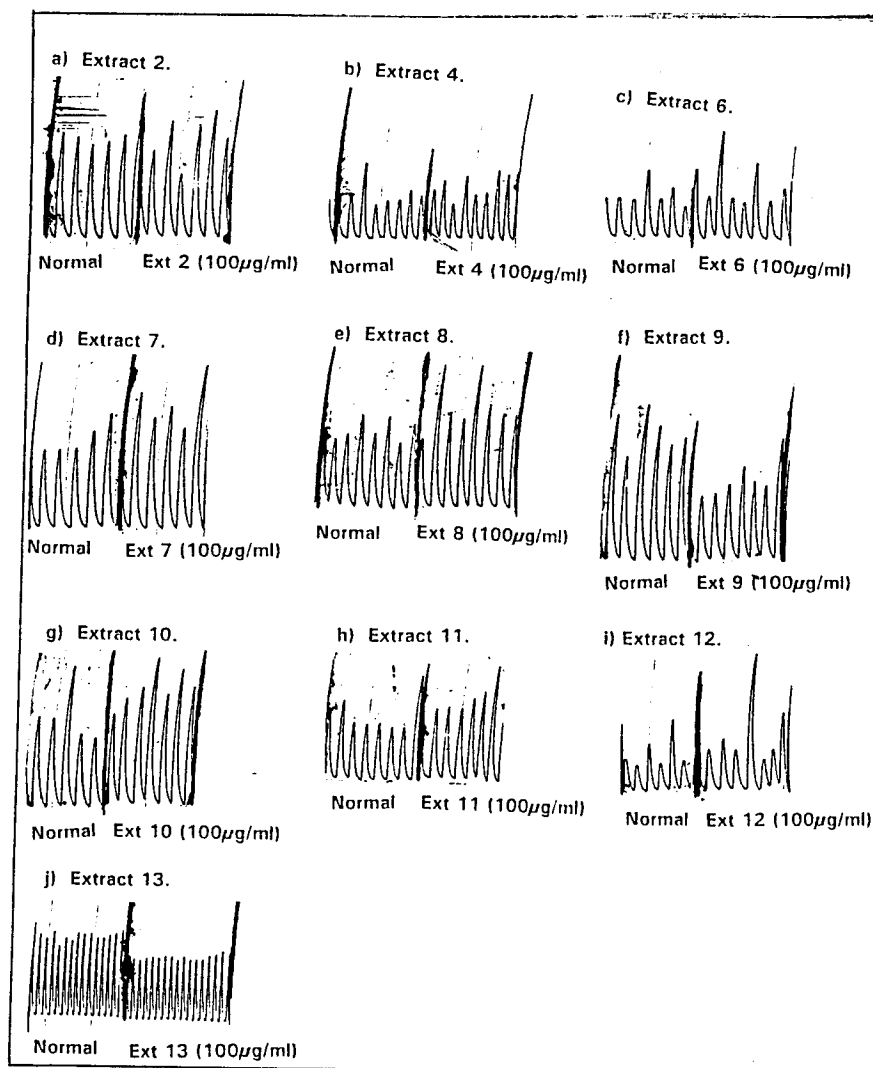 a) Extract 2.
b) Extract 4.
c) Extract 6.
Normal Ext 2 (100µg/ml)
Normal Ext 4 (100µg/ml)
Normal Ext 6 (100µg/ml)
d) Extract 7.
e) Extract 8.
f) Extract 9.
Normal Ext 7 (100µg/ml)
Normal Ext 8 (100µg/ml)
Normal Ext 9 (100µg/ml)
g) Extract 10.
h) Extract 11.
i) Extract 12.
Normal Ext 10 (100µg/ml)
Normal Ext 11 (100µg/ml)
Normal Ext 12 (100µg/ml)
j) Extract 13.
Normal Ext 13 (100µg/ml)